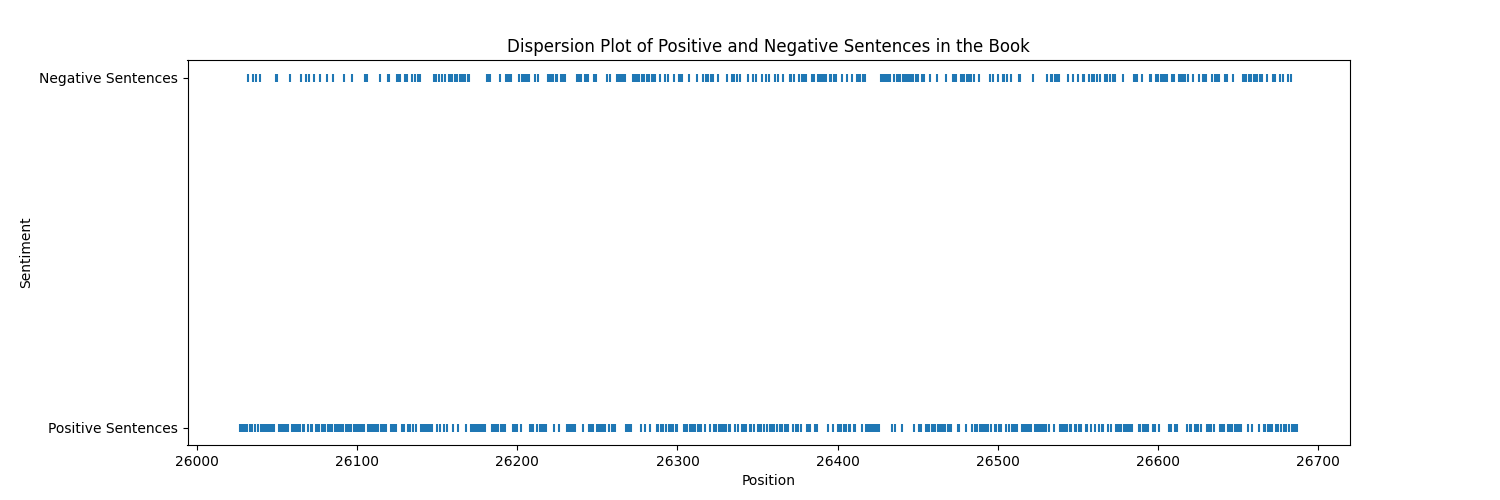 Dispersion Plot of Positive and Negative Sentences in the Book
Negative Sentences
Sentiment
Positive Sentences
26000 26100 26200 26300 26400 26500 26600 26700
Position